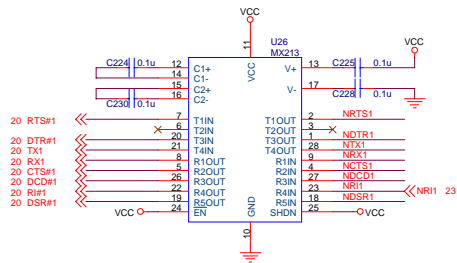 VCC
U26
MX213
VCC
C224 0.1u 12 C1+ 11 VCC V+ 13 C225 0.1u
14 C1-
15 C2+ V- 17
C230 0.1u 16 C2- C228 0.1u
20 RTS#1 7 T1IN T1OUT 2 NRTS1
6 T2IN T2OUT 3
20 DTR#1 20 T3IN T3OUT 1 NDTR1
20 TX1 21 T4IN T4OUT 28 NTX1
20 RX1 8 R1OUT R1IN 9 NRX1
20 CTS#1 5 R2OUT R2IN 4 NCTS1
20 DCD#1 26 R3OUT R3IN 27 NDCD1
20 RI#1 22 R4OUT R4IN 23 NRI1 NRI1 23
20 DSR#1 19 R5OUT R5IN 18 NDSR1
VCC 24 EN GND SHDN 25 VCC
10